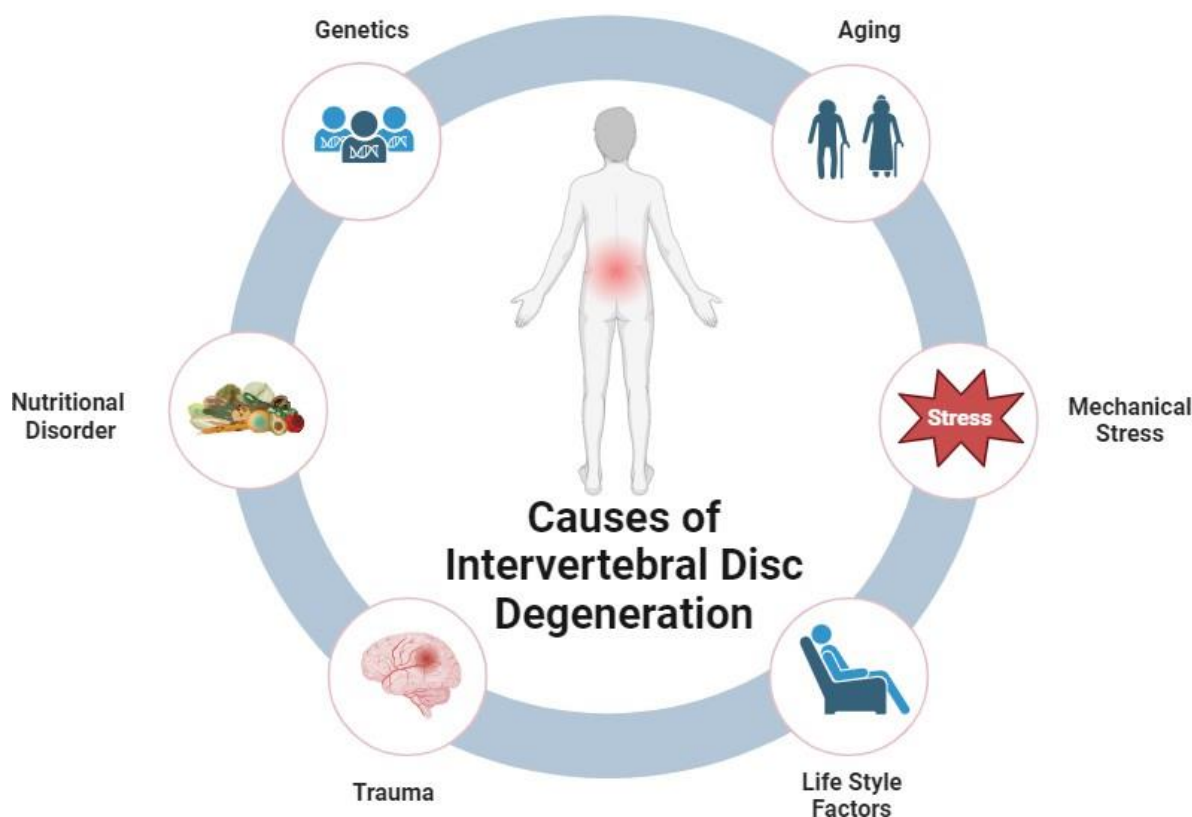 Genetics
Aging
Nutritional
Disorder
Stress
Mechanical
Stress
Causes of
Intervertebral Disc
Degeneration
Trauma
Life Style
Factors